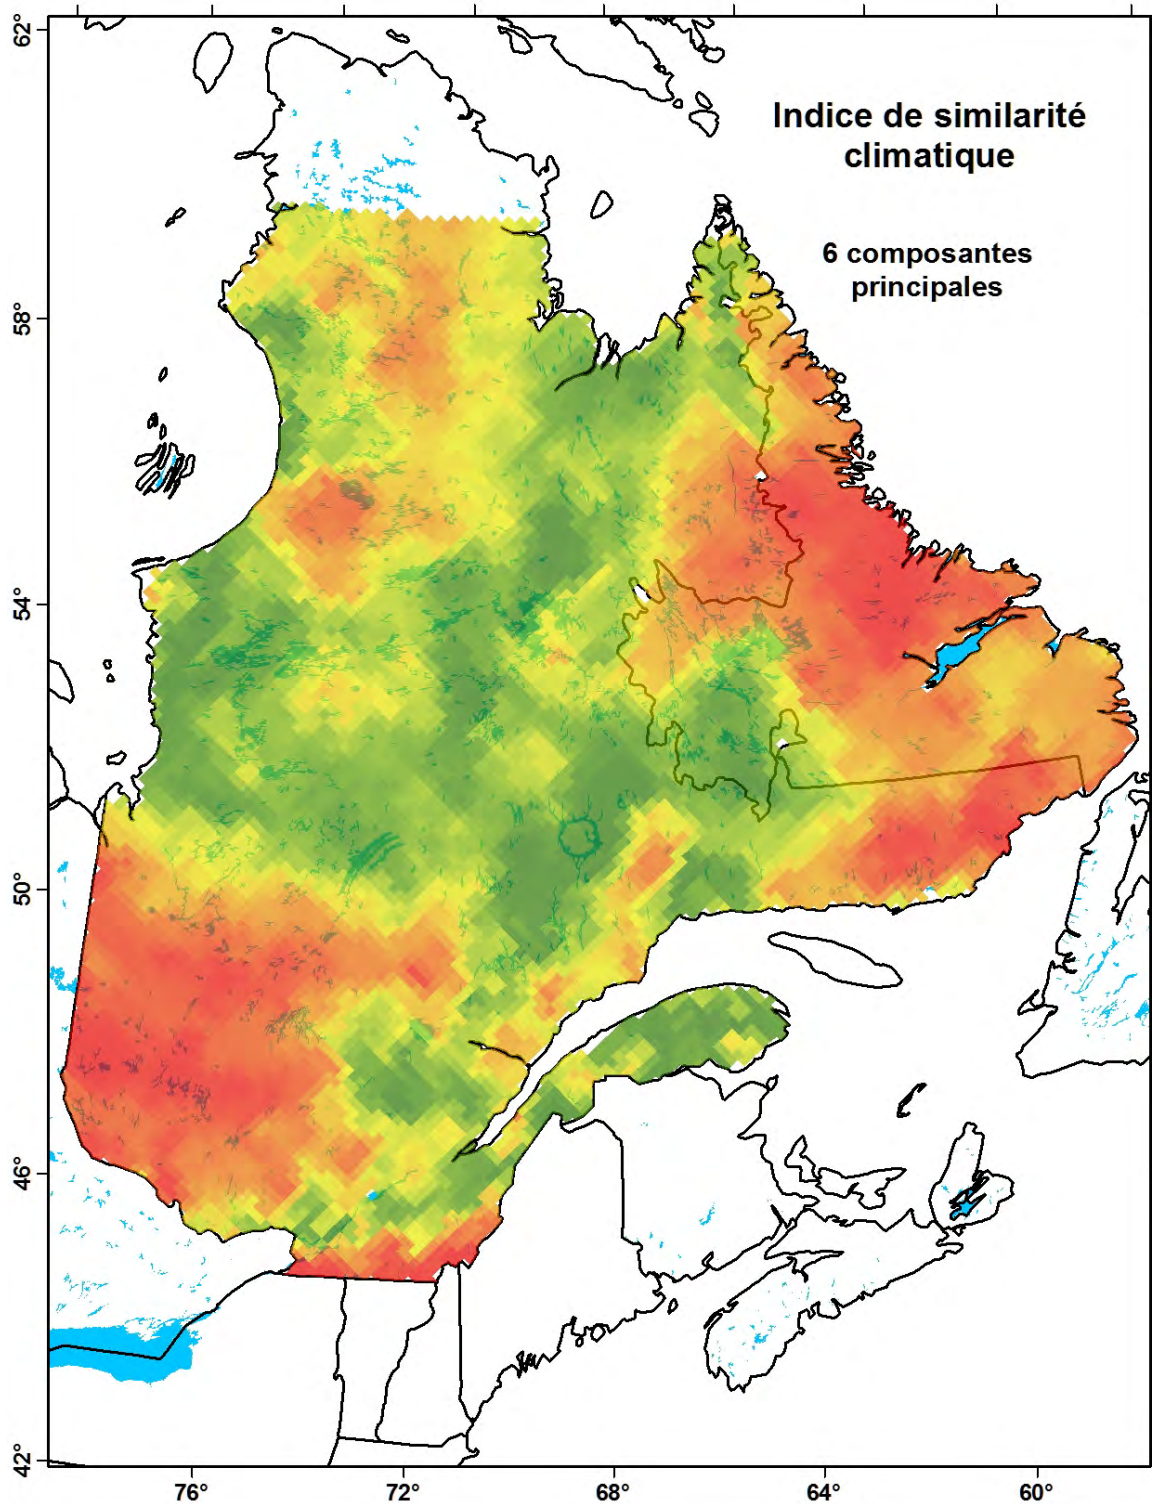 Indice de similarité
climatique
6 composantes
principales
62°
58°
54°
50°
46°
42°
76°
72°
68°
64°
60°